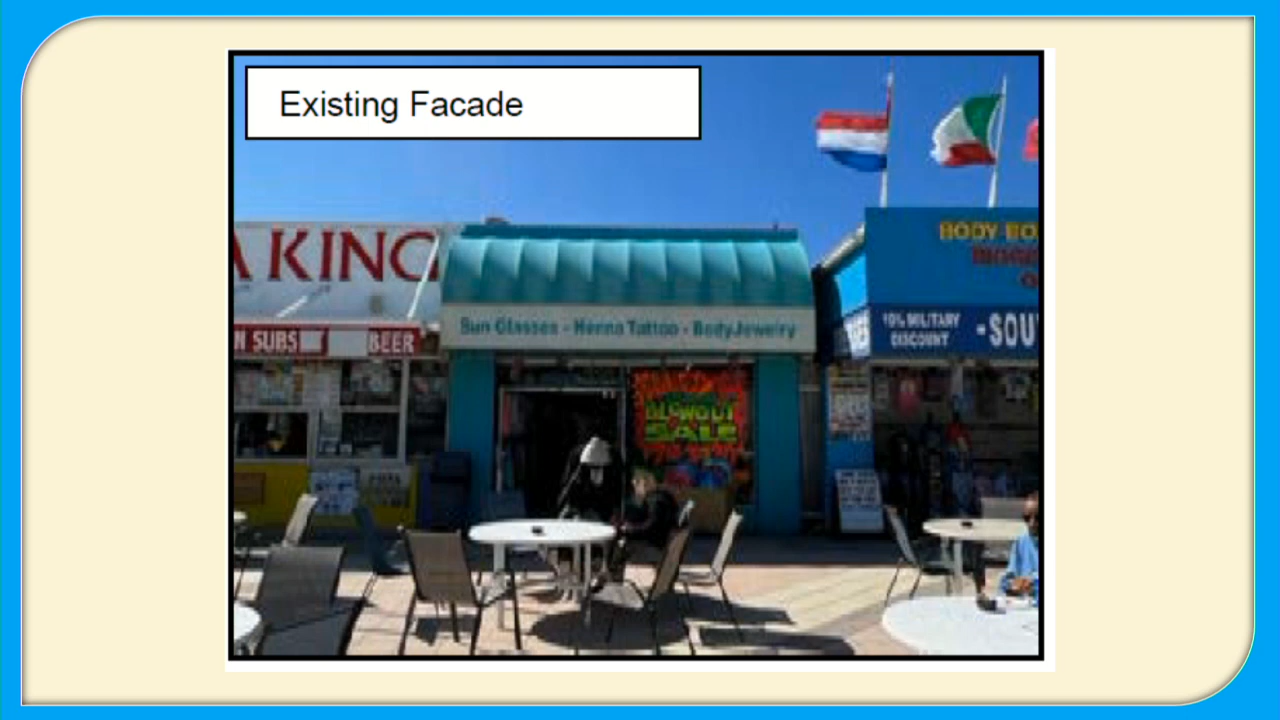 Existing Facade
KING
BODY BO
Sun Glasses - Henna Tattoo - Body Jewelry
10% MILITARY
DISCOUNT
-SOU
N SUBS
BEER
BLOWOUT
SALE